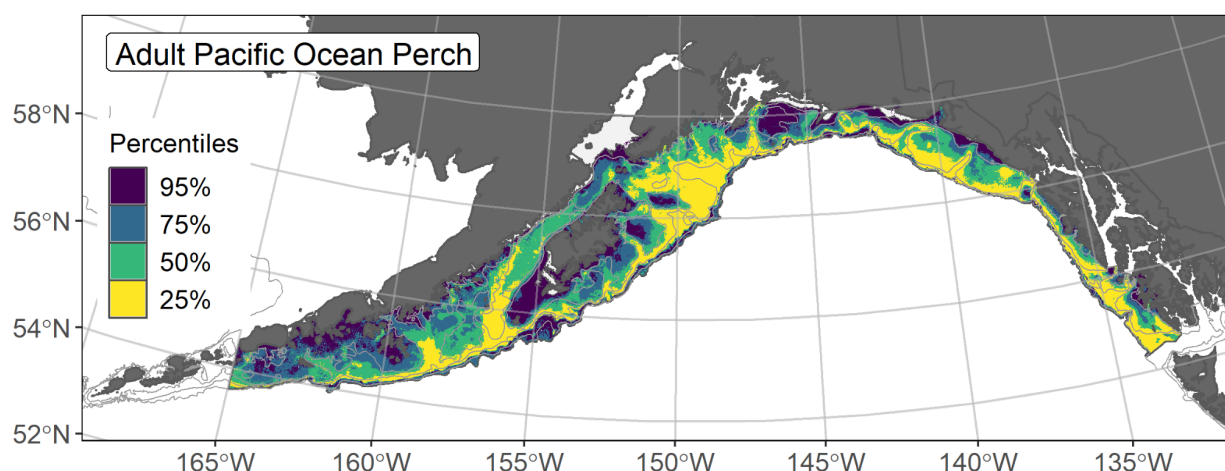 Adult Pacific Ocean Perch
58°N
56°N
54°N
52°N
Percentiles
95%
75%
50%
25%
165°W
160°W
155°W
150°W
145°W
140°W
135°W